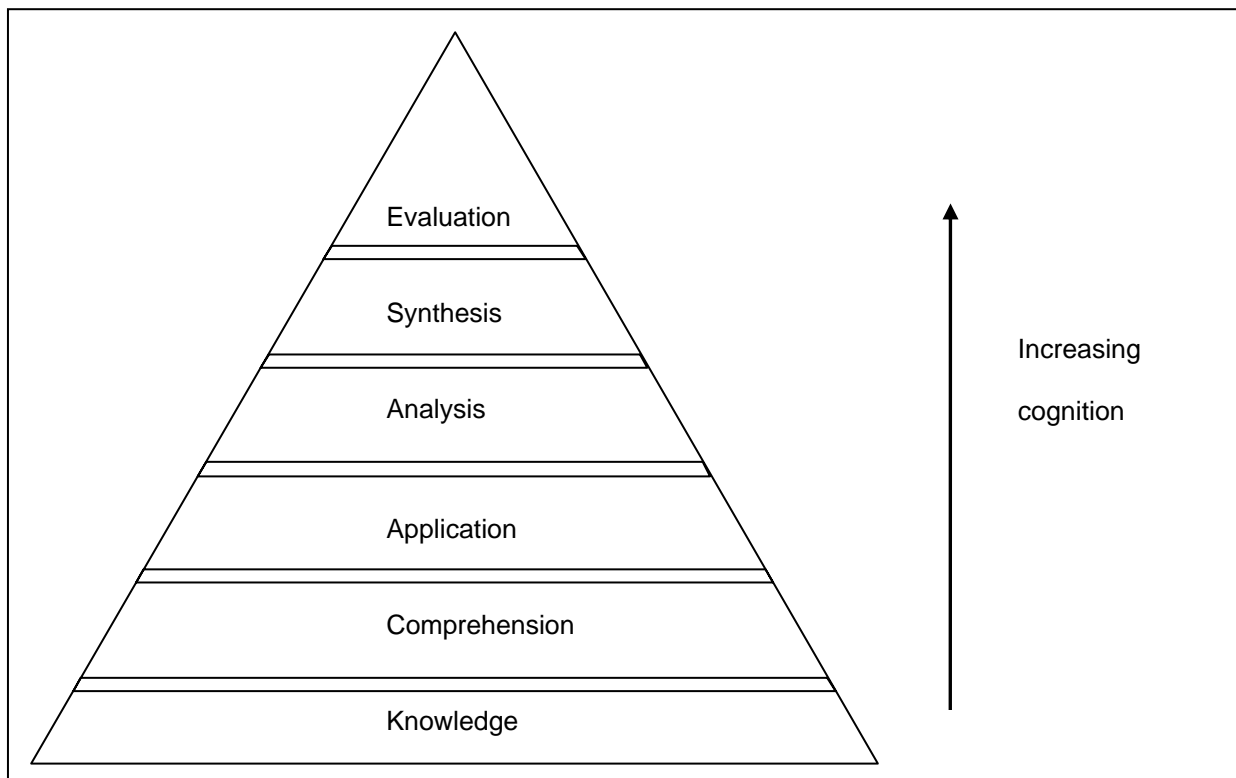 Evaluation
Synthesis
Analysis
Application
Comprehension
Knowledge
Increasing
cognition